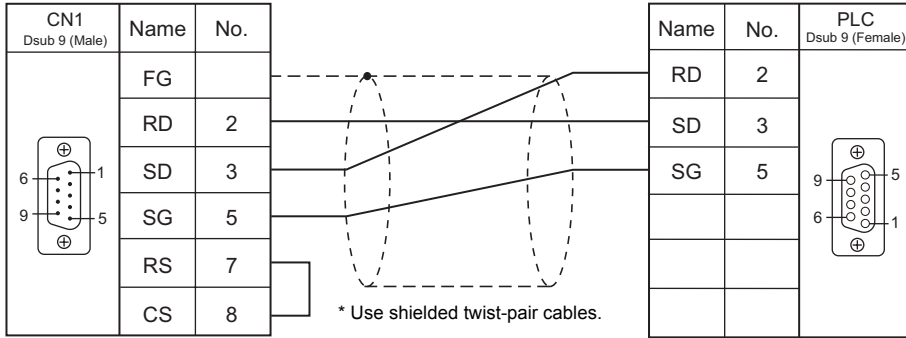 CN1
Dsub 9 (Male)
Name No.
FG
RD 2
SD 3
SG 5
RS 7
CS 8
1
6
9
5
* Use shielded twist-pair cables.
Name No.
PLC
Dsub 9 (Female)
RD 2
SD 3
SG 5
5
9
6
1